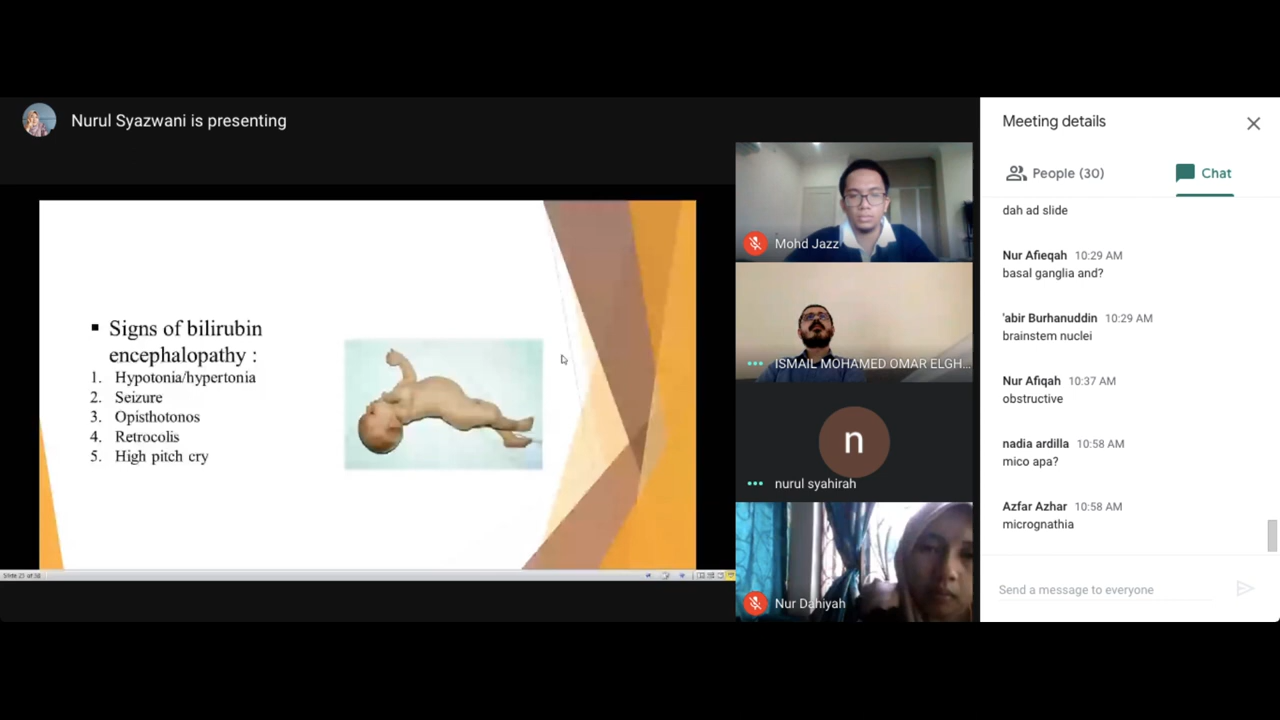 Nurul Syazwani is presenting
▪ Signs of bilirubin
encephalopathy :
1. Hypotonia/hypertonia
2. Seizure
3. Opisthotonos
4. Retrocolis
5. High pitch cry
Mohd Jazz
ISMAIL MOHAMED OMAR ELGH...
n
nurul syahirah
Nur Dahiyah
Meeting details
People (30)
Chat
dah ad slide
Nur Afieqah 10:29 AM
basal ganglia and?
'abir Burhanuddin 10:29 AM
brainstem nuclei
Nur Afiqah 10:37 AM
obstructive
nadia ardilla 10:58 AM
mico apa?
Azfar Azhar 10:58 AM
micrognathia
Send a message to everyone